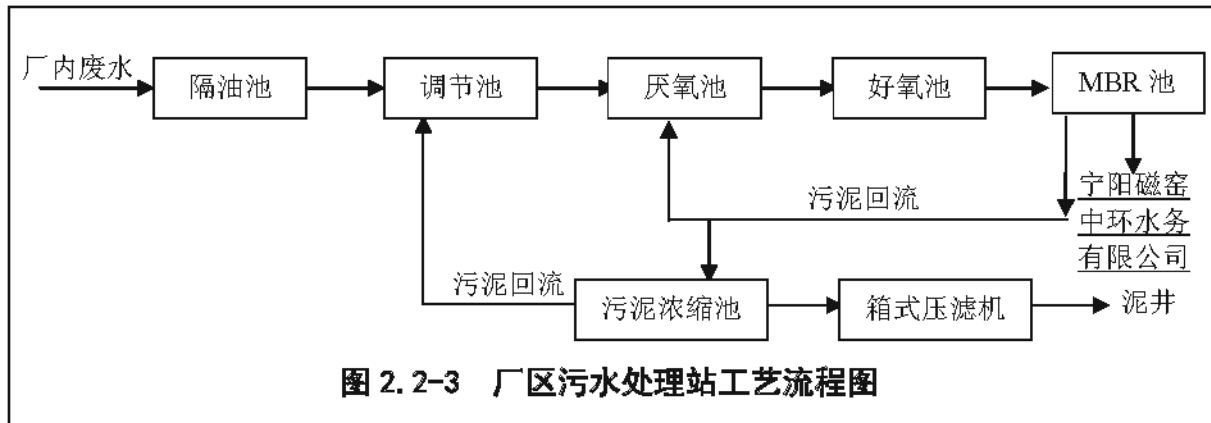 厂内废水
隔油池
调节池
厌氧池
好氧池
MBR 池
污泥回流
宁阳磁窑
中环水务
有限公司
污泥回流
污泥浓缩池
箱式压滤机
泥井
图 2.2-3 厂区污水处理站工艺流程图